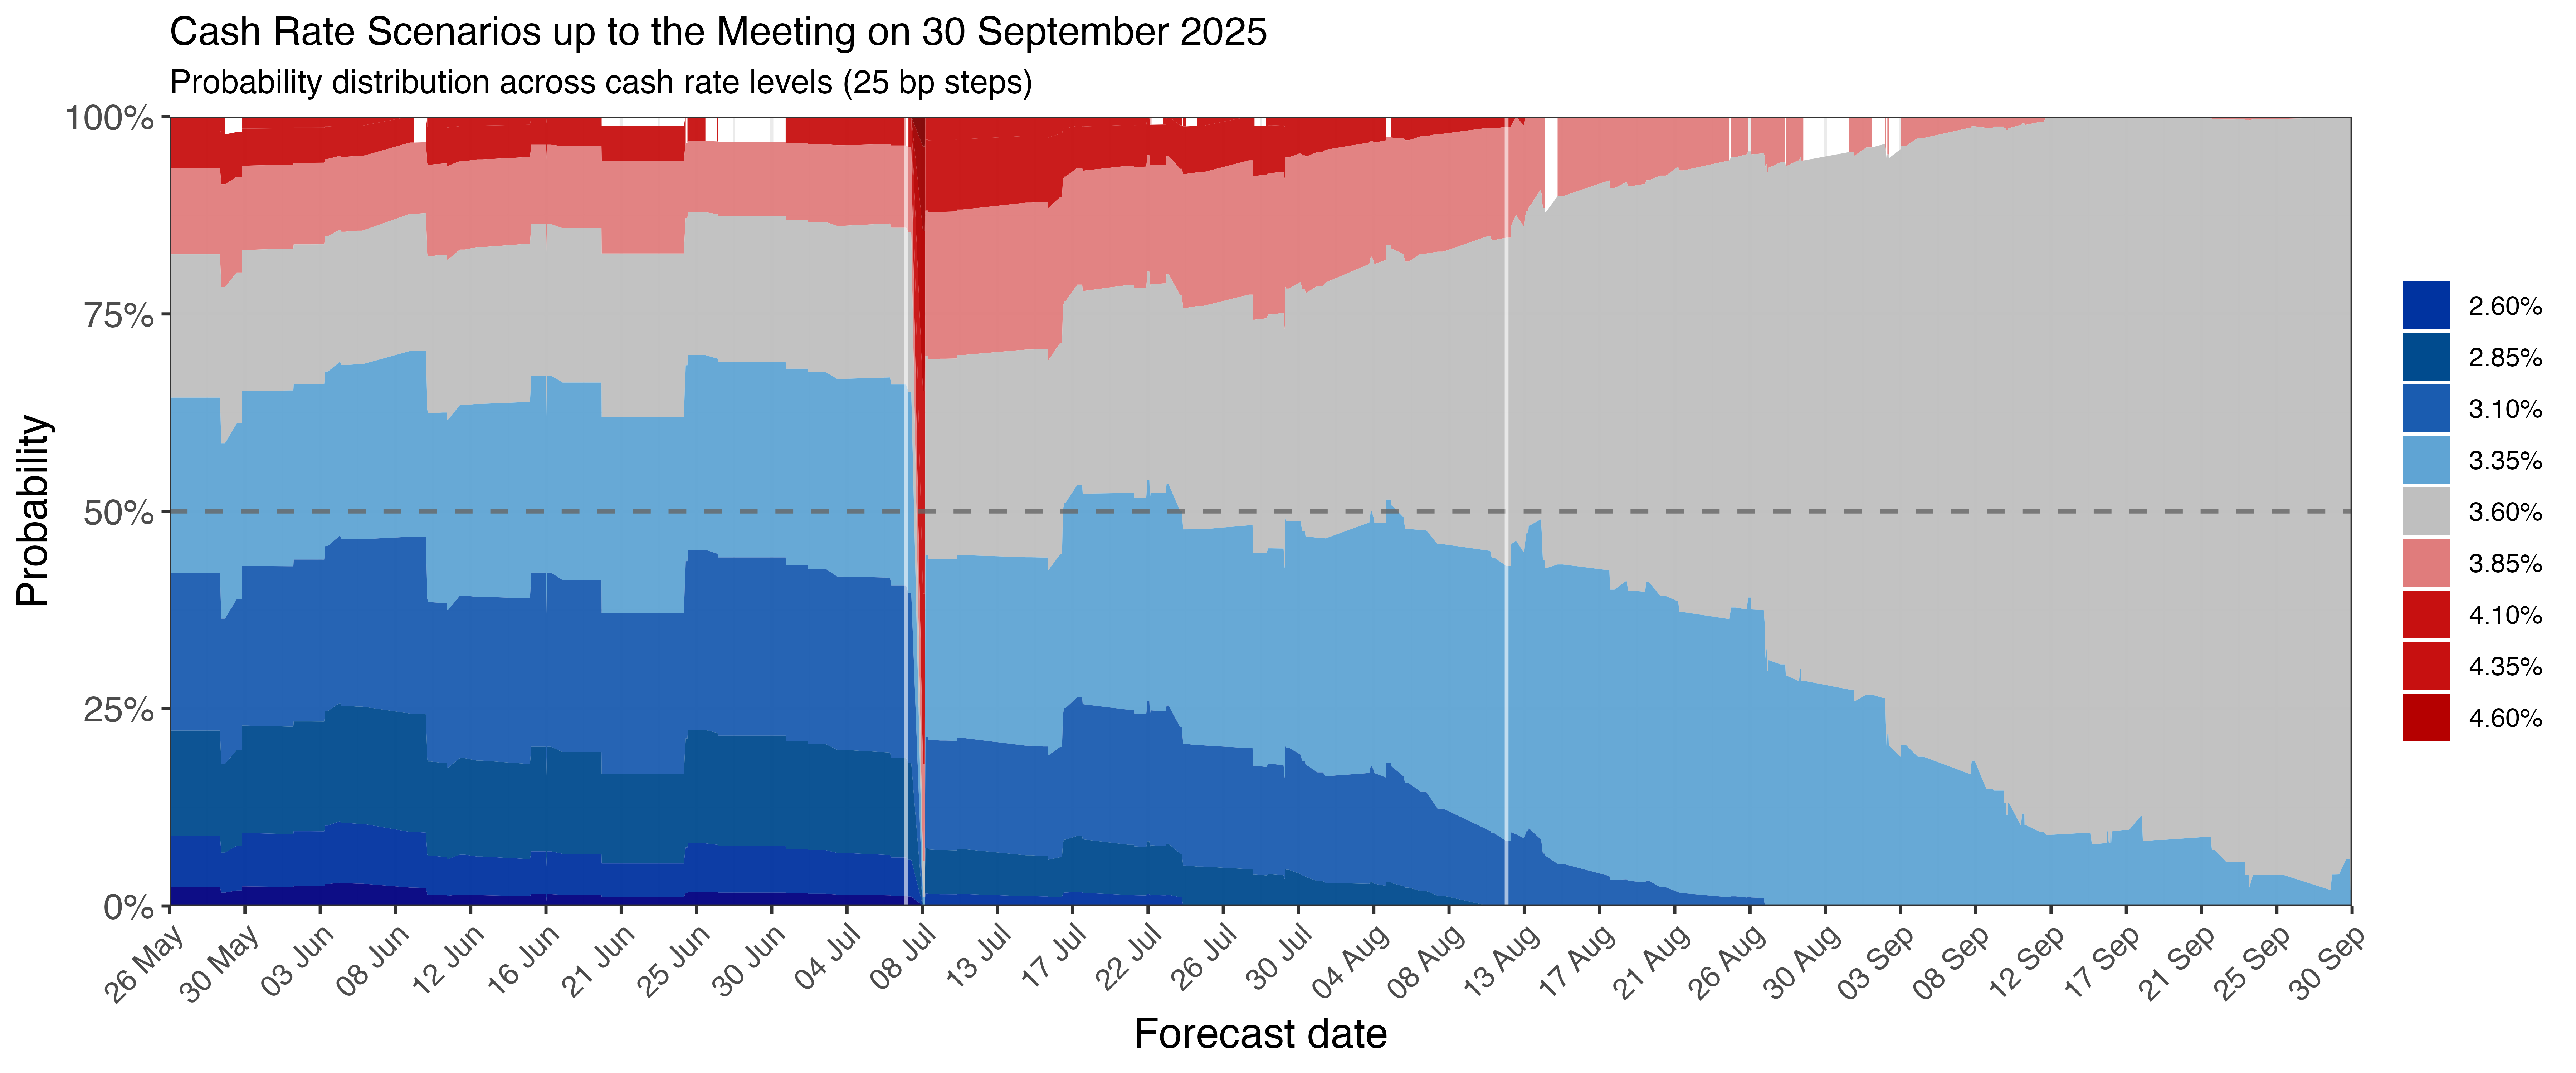 Cash Rate Scenarios up to the Meeting on 30 September 2025
Probability distribution across cash rate levels (25 bp steps)
100%
75%
50%
25%
0%
Probability
26 May
30 May
03 Jun
08 Jun
12 Jun
16 Jun
21 Jun
25 Jun
30 Jun
04 Jul
08 Jul
13 Jul
17 Jul
22 Jul
26 Jul
30 Jul
04 Aug
08 Aug
13 Aug
17 Aug
21 Aug
26 Aug
30 Aug
03 Sep
08 Sep
12 Sep
17 Sep
21 Sep
25 Sep
30 Sep
Forecast date
2.60%
2.85%
3.10%
3.35%
3.60%
3.85%
4.10%
4.35%
4.60%